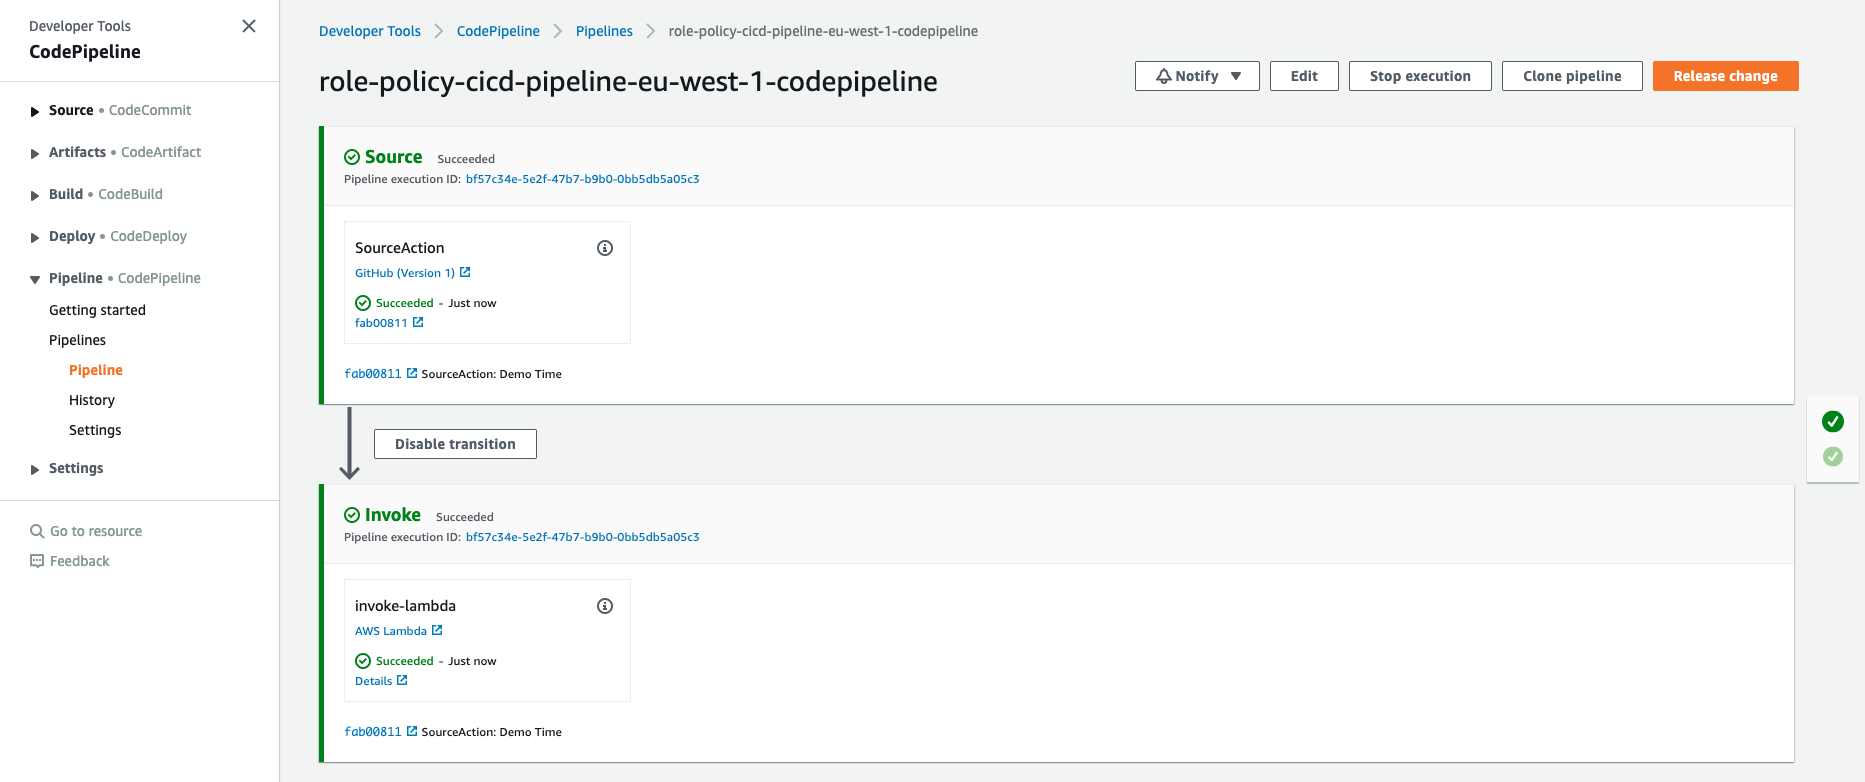 Developer Tools
CodePipeline
Source • CodeCommit
Artifacts • CodeArtifact
Build • CodeBuild
Deploy • CodeDeploy
Pipeline • CodePipeline
Getting started
Pipelines
Pipeline
History
Settings
Settings
Go to resource
Feedback
Developer Tools CodePipeline Pipelines role-policy-cicd-pipeline-eu-west-1-codepipeline
role-policy-cicd-pipeline-eu-west-1-codepipeline
Notify Edit Stop execution Clone pipeline Release change
Source Succeeded
Pipeline execution ID: bf57c34e-5e2f-47b7-b9b0-0bb5db5a05c3
SourceAction
GitHub (Version 1)
Succeeded - Just now
fab00811
fab00811 SourceAction: Demo Time
Disable transition
Invoke Succeeded
Pipeline execution ID: bf57c34e-5e2f-47b7-b9b0-0bb5db5a05c3
invoke-lambda
AWS Lambda
Succeeded - Just now
Details
fab00811 SourceAction: Demo Time